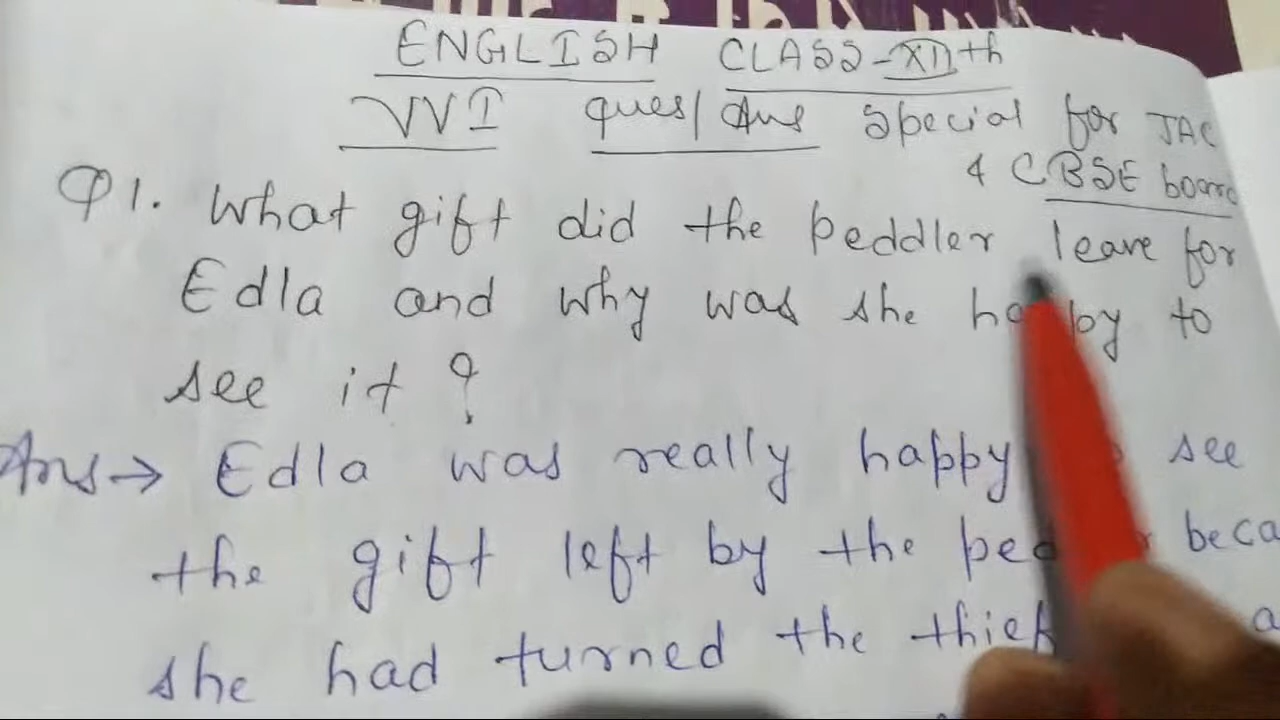 ENGLISH CLASS-XIIth
VVI ques/Ans special for JAC
& CBSE board
Q1. What gift did the peddler leave for
Edla and why was she happy to
see it ?
Ans→ Edla was really happy see
the gift left by the
she had turned the thief